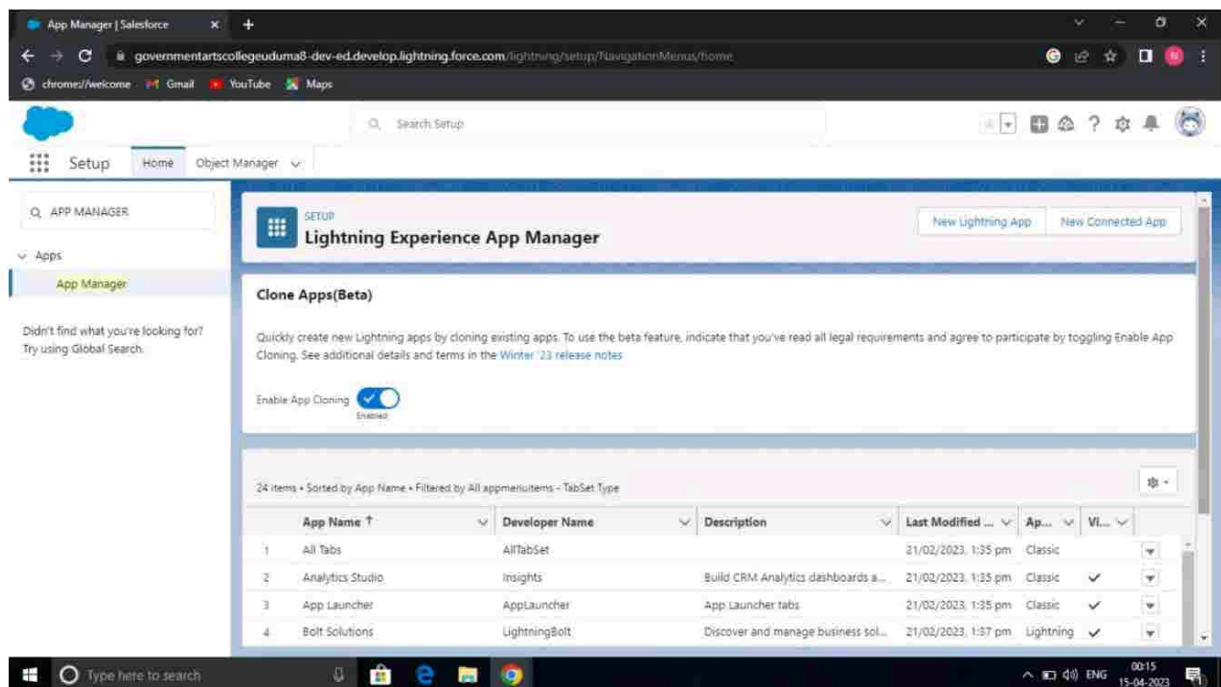 App Manager | Salesforce
governmentartscollegeuduma8-dev-ed.develop.lightning.force.com/lightning/setup/NavigationMenus/home
chrome://welcome Gmail YouTube Maps
Search Setup
Setup Home Object Manager
APP MANAGER
Apps
App Manager
Didn't find what you're looking for?
Try using Global Search.
SETUP
Lightning Experience App Manager
New Lightning App New Connected App
Clone Apps(Beta)
Quickly create new Lightning apps by cloning existing apps. To use the beta feature, indicate that you've read all legal requirements and agree to participate by toggling Enable App
Cloning. See additional details and terms in the Winter '23 release notes
Enable App Cloning
Enabled
24 items • Sorted by App Name • Filtered by All appmenuitems - TabSet Type
App Name ↑ Developer Name Description Last Modified ... Ap... Vi...
1 All Tabs AllTabSet 21/02/2023, 1:35 pm Classic
2 Analytics Studio Insights Build CRM Analytics dashboards a... 21/02/2023, 1:35 pm Classic
3 App Launcher AppLauncher App Launcher tabs 21/02/2023, 1:35 pm Classic
4 Bolt Solutions LightningBolt Discover and manage business sol... 21/02/2023, 1:37 pm Lightning
Type here to search
ENG
00:15
15-04-2023